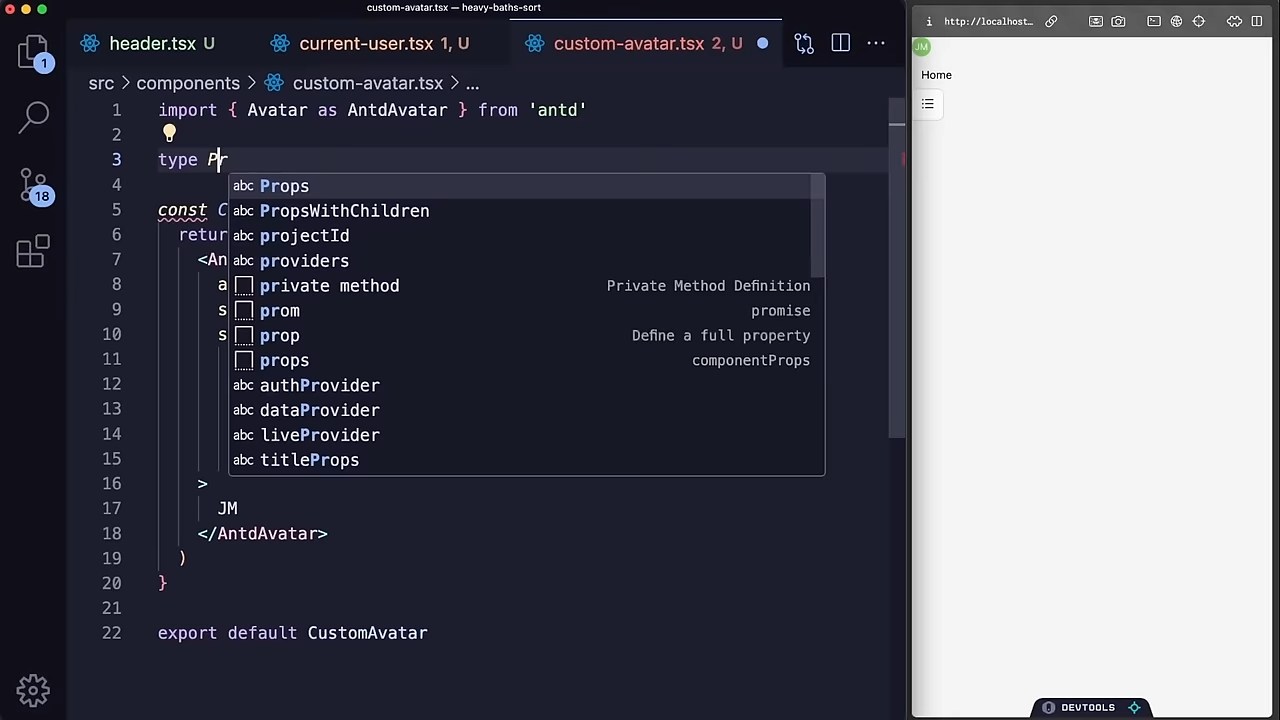 custom-avatar.tsx — heavy-baths-sort
header.tsx U
current-user.tsx 1, U
custom-avatar.tsx 2, U
src > components > custom-avatar.tsx > ...
1 import { Avatar as AntdAvatar } from 'antd'
2
3 type Pr
4
5 const C
6 return
7 <An
8 a
9 s
10 s
11
12
13
14
15
16 >
17 JM
18 </AntdAvatar>
19 )
20 }
21
22 export default CustomAvatar
abc Props
abc PropsWithChildren
abc projectId
abc providers
private method Private Method Definition
prom promise
prop Define a full property
props componentProps
abc authProvider
abc dataProvider
abc liveProvider
abc titleProps
1
18
http://localhost...
JM
Home
DEVTOOLS